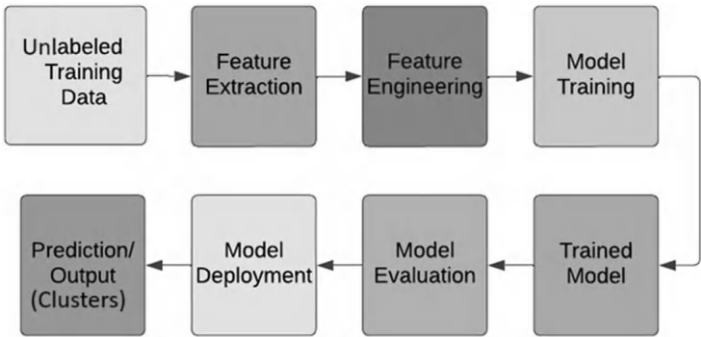 Unlabeled
Training
Data
Feature
Extraction
Feature
Engineering
Model
Training
Trained
Model
Model
Evaluation
Model
Deployment
Prediction/
Output
(Clusters)